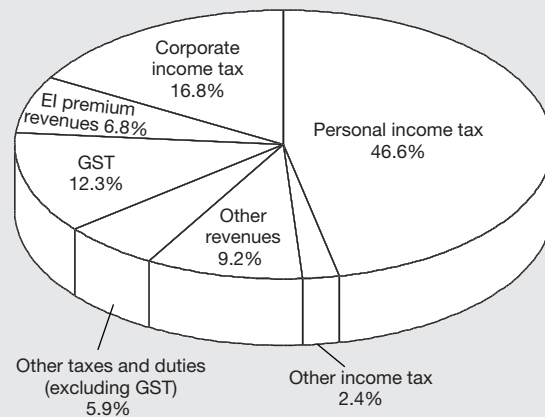 Corporate
income tax
16.8%
EI premium
revenues 6.8%
Personal income tax
46.6%
GST
12.3%
Other
revenues
9.2%
Other taxes and duties
(excluding GST)
5.9%
Other income tax
2.4%